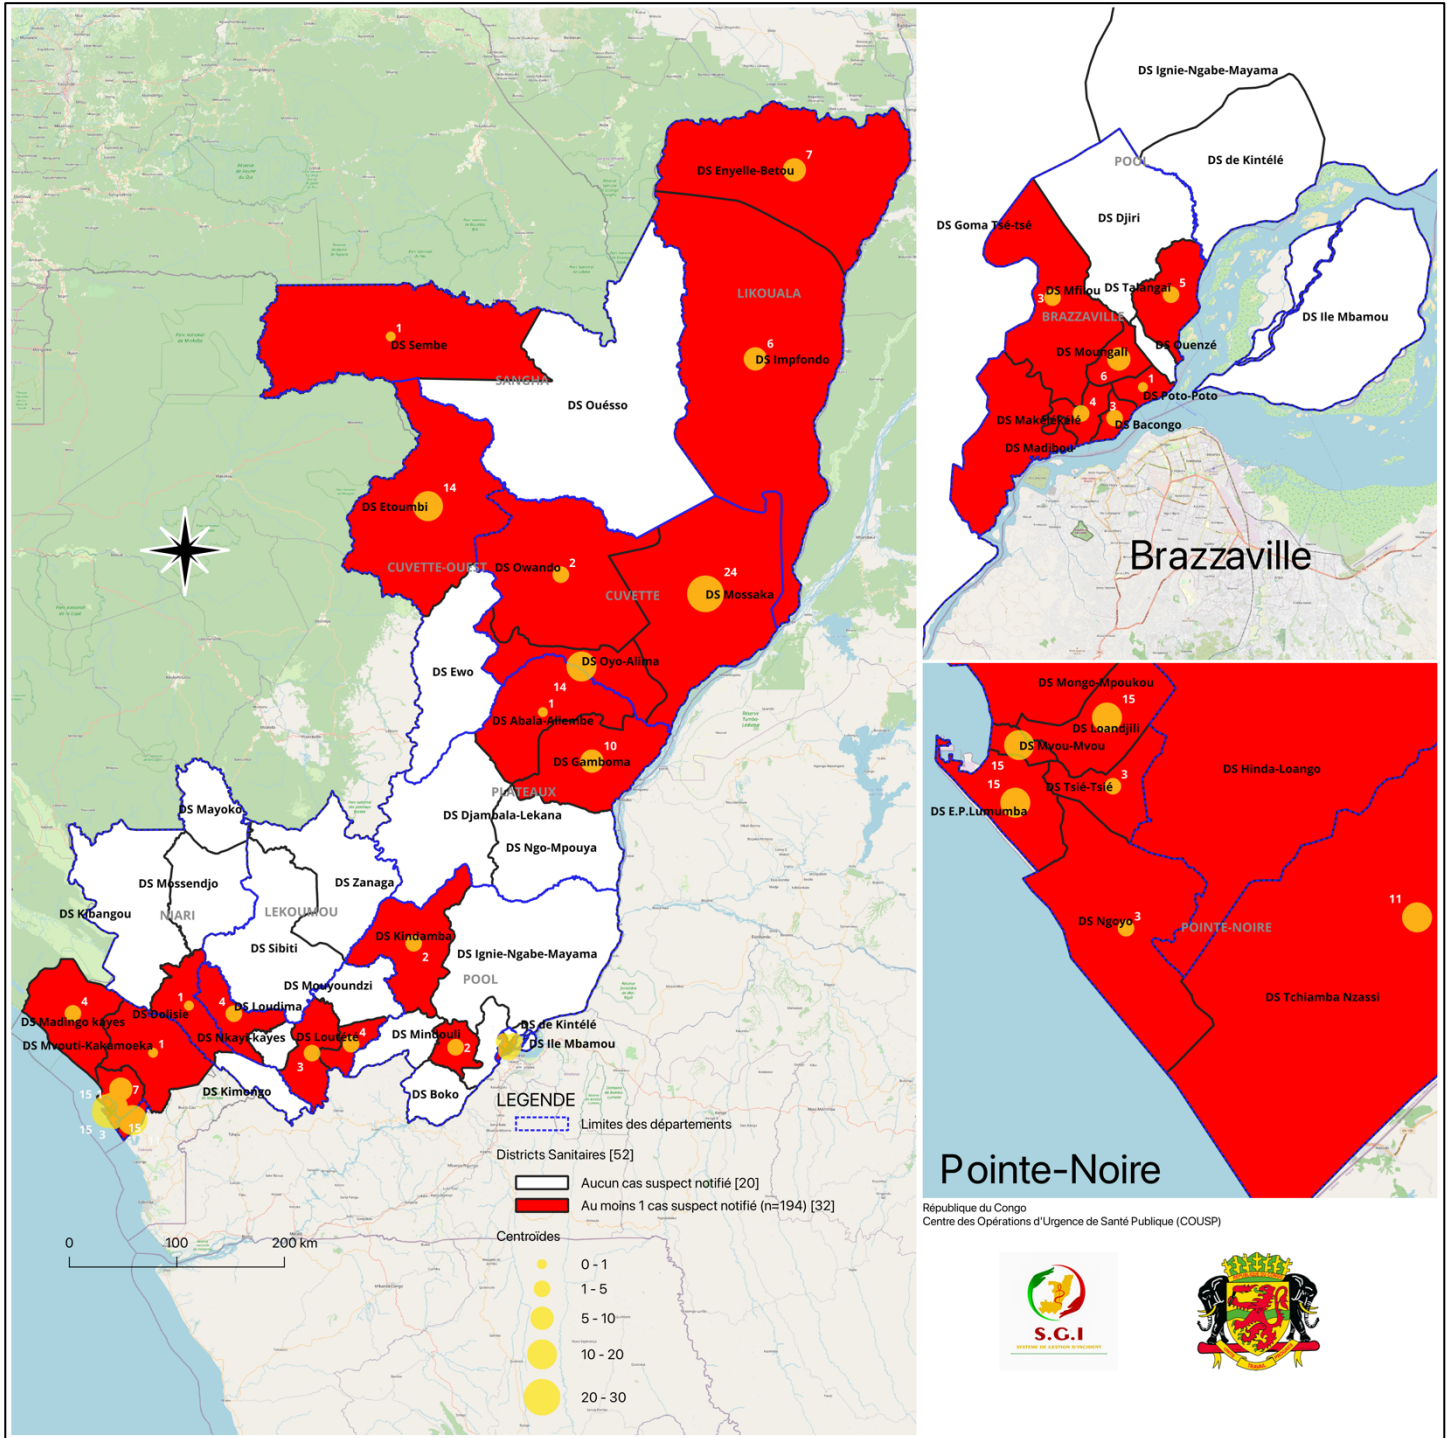 7
DS Enyelle-Betou
LIKOUALA
1
DS Sembe
6
DS Impfondo
SANGHA
DS Ouésso
14
DS Etoumbi
CUVETTE-OUEST
DS Owando
2
24
CUVETTE
DS Mossaka
DS Ewo
DS Oyo-Alima
14
1
DS Abala-Allembe
10
DS Gamboma
PLATEAUX
DS Mayoko
DS Djambala-Lekana
DS Ngo-Mpouya
DS Mossendjo
DS Zanaga
DS Kibangou
NIARI
LEKOUMOU
DS Kindamba
DS Sibiti
2
DS Ignie-Ngabe-Mayama
DS Mouyoundzi
POOL
4
1
4
DS Loudima
DS Madingo kayes
DS Dolisie
DS de Kintélé
DS Mvouti-Kakamoeka
1
DS Nkayi-kayes
DS Loutété
4
DS Mindouli
2
DS Ile Mbamou
3
DS Kimongo
DS Boko
7
15
15
3
15
11
LEGENDE
Limites des départements
Districts Sanitaires [52]
Aucun cas suspect notifié [20]
Au moins 1 cas suspect notifié (n=194) [32]
Centroïdes
0 - 1
1 - 5
5 - 10
10 - 20
20 - 30
0
100
200 km
DS Ignie-Ngabe-Mayama
POOL
DS de Kintélé
DS Goma Tsé-tsé
DS Djiri
DS Mfilou
DS Talangaï
5
3
BRAZZAVILLE
DS Ile Mbamou
DS Moungali
DS Ouenzé
6
1
DS Poto-Poto
4
3
DS Makélékélé
DS Bacongo
DS Madibou
Brazzaville
DS Mongo-Mpoukou
15
DS Loandjili
DS Mvou-Mvou
15
DS Hinda-Loango
15
DS Tsié-Tsié
3
DS E.P.Lumumba
DS Ngoyo
3
POINTE-NOIRE
11
DS Tchiamba Nzassi
Pointe-Noire
République du Congo
Centre des Opérations d'Urgence de Santé Publique (COUSP)
S.G.I
SYSTEME DE GESTION D'INCIDENT
TRAVAIL